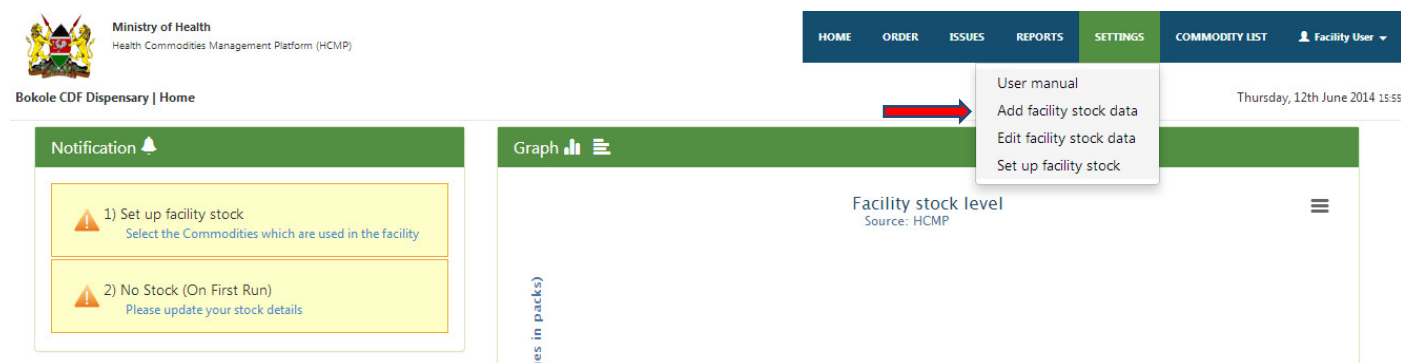 Ministry of Health
Health Commodities Management Platform (HCMP)
HOME ORDER ISSUES REPORTS SETTINGS COMMODITY LIST Facility User
Bokole CDF Dispensary | Home
Thursday, 12th June 2014 15:55
User manual
Add facility stock data
Edit facility stock data
Set up facility stock
Notification
1) Set up facility stock
Select the Commodities which are used in the facility
2) No Stock (On First Run)
Please update your stock details
Graph
Facility stock level
Source: HCMP
in packs)